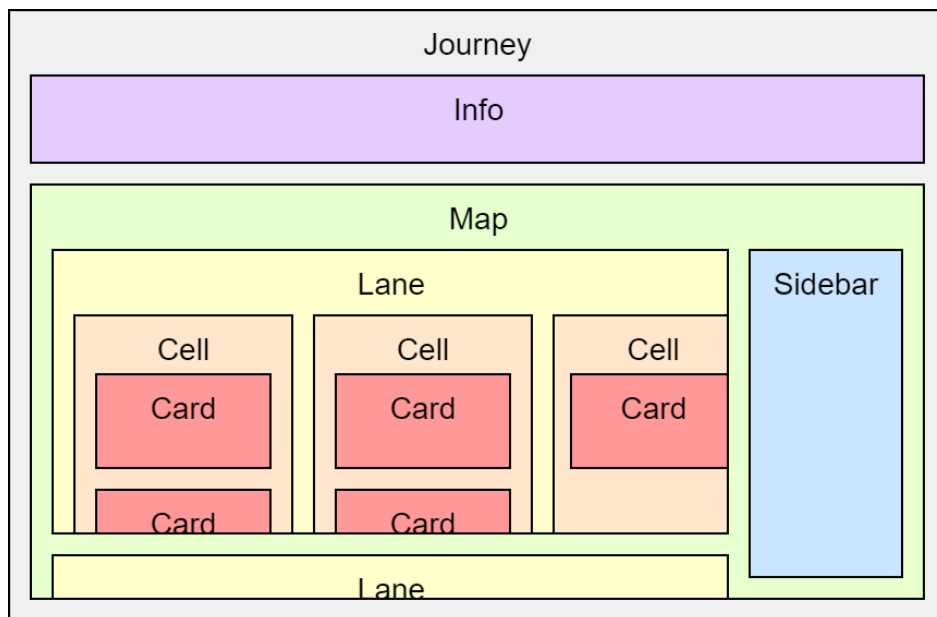 Journey
Info
Map
Lane
Sidebar
Cell Cell Cell
Card Card Card
Card Card
Lane